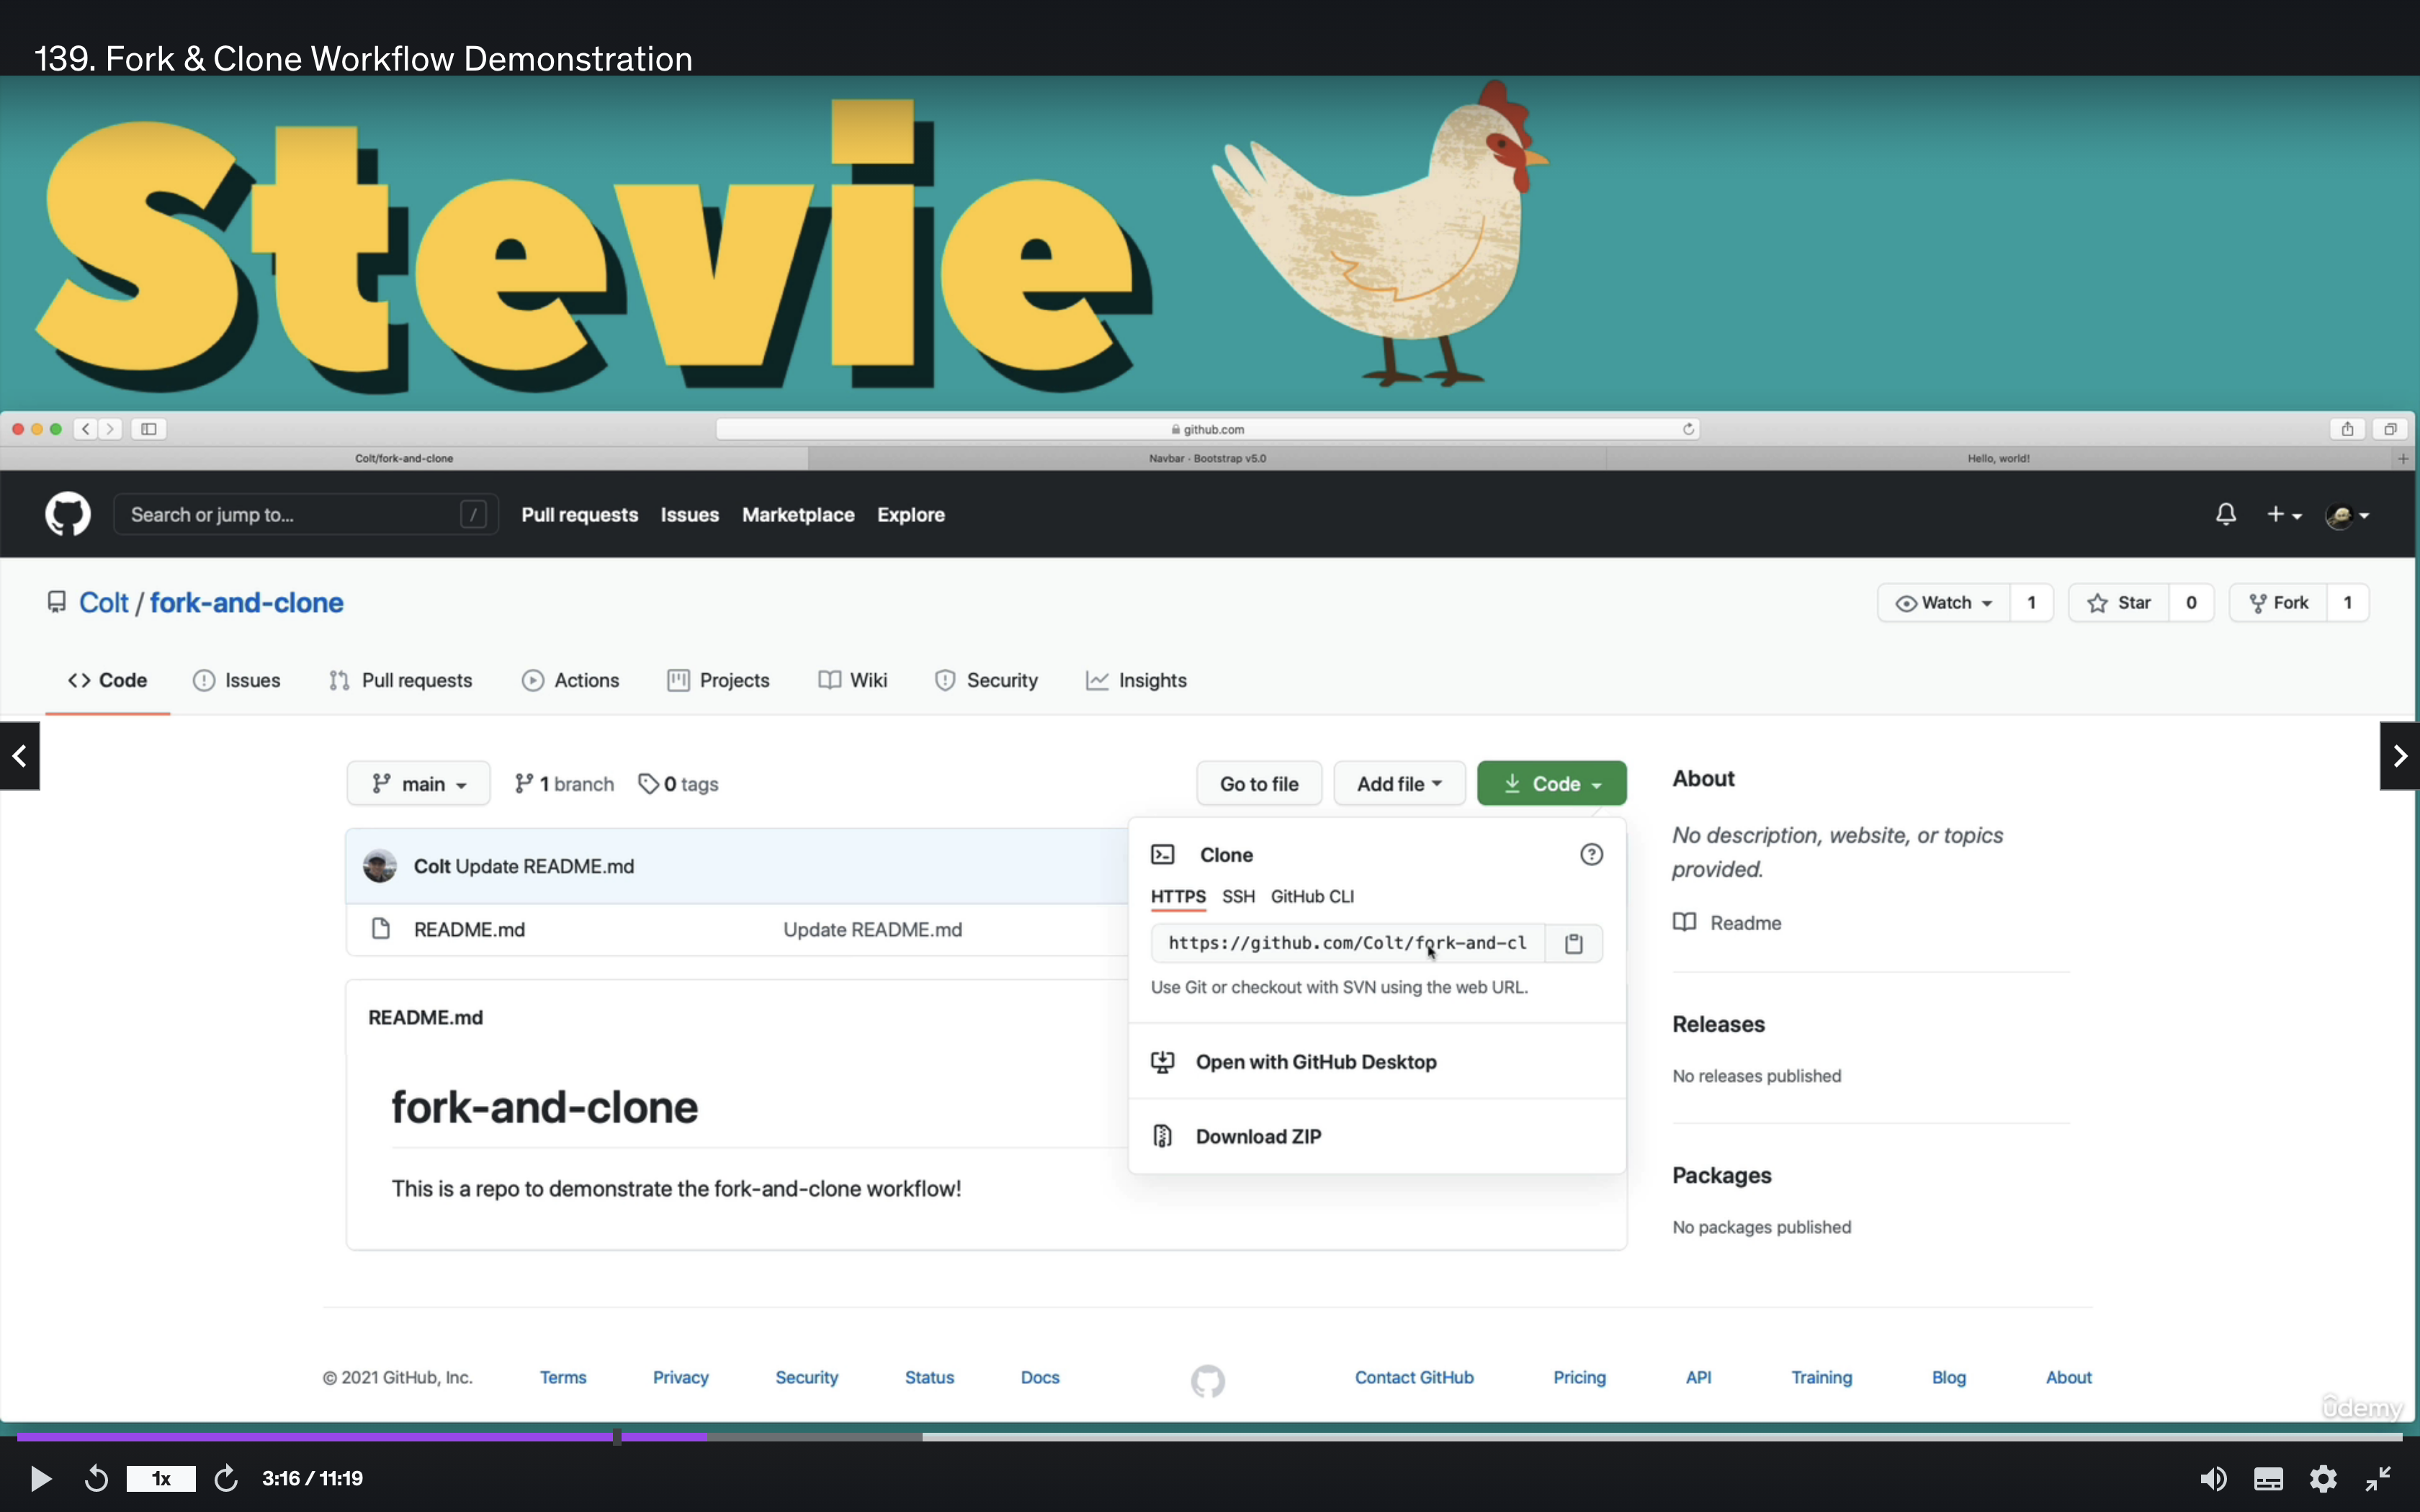 139. Fork & Clone Workflow Demonstration
Stevie
github.com
Colt/fork-and-clone
Navbar · Bootstrap v5.0
Hello, world!
Search or jump to...
/
Pull requests
Issues
Marketplace
Explore
Colt / fork-and-clone
Watch 1
Star 0
Fork 1
Code
Issues
Pull requests
Actions
Projects
Wiki
Security
Insights
main
1 branch
0 tags
Go to file
Add file
Code
About
No description, website, or topics
provided.
Readme
Releases
No releases published
Packages
No packages published
Colt Update README.md
README.md
Update README.md
Clone
HTTPS
SSH
GitHub CLI
https://github.com/Colt/fork-and-cl
Use Git or checkout with SVN using the web URL.
Open with GitHub Desktop
Download ZIP
README.md
fork-and-clone
This is a repo to demonstrate the fork-and-clone workflow!
© 2021 GitHub, Inc.
Terms
Privacy
Security
Status
Docs
Contact GitHub
Pricing
API
Training
Blog
About
ûdemy
1x
3:16 / 11:19